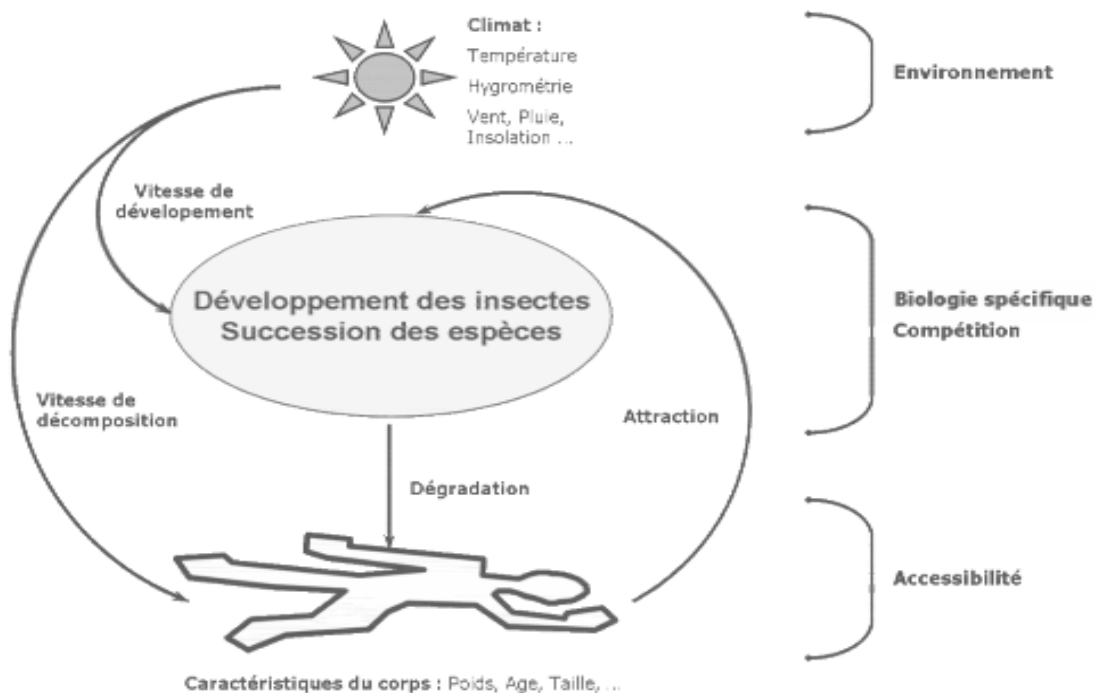 Climat :
Température
Hygrométrie
Vent, Pluie,
Insolation ...
Environnement
Vitesse de
dévelopement
Développement des insectes
Succession des espèces
Biologie spécifique
Compétition
Vitesse de
décomposition
Attraction
Dégradation
Accessibilité
Caractéristiques du corps : Poids, Age, Taille, ...